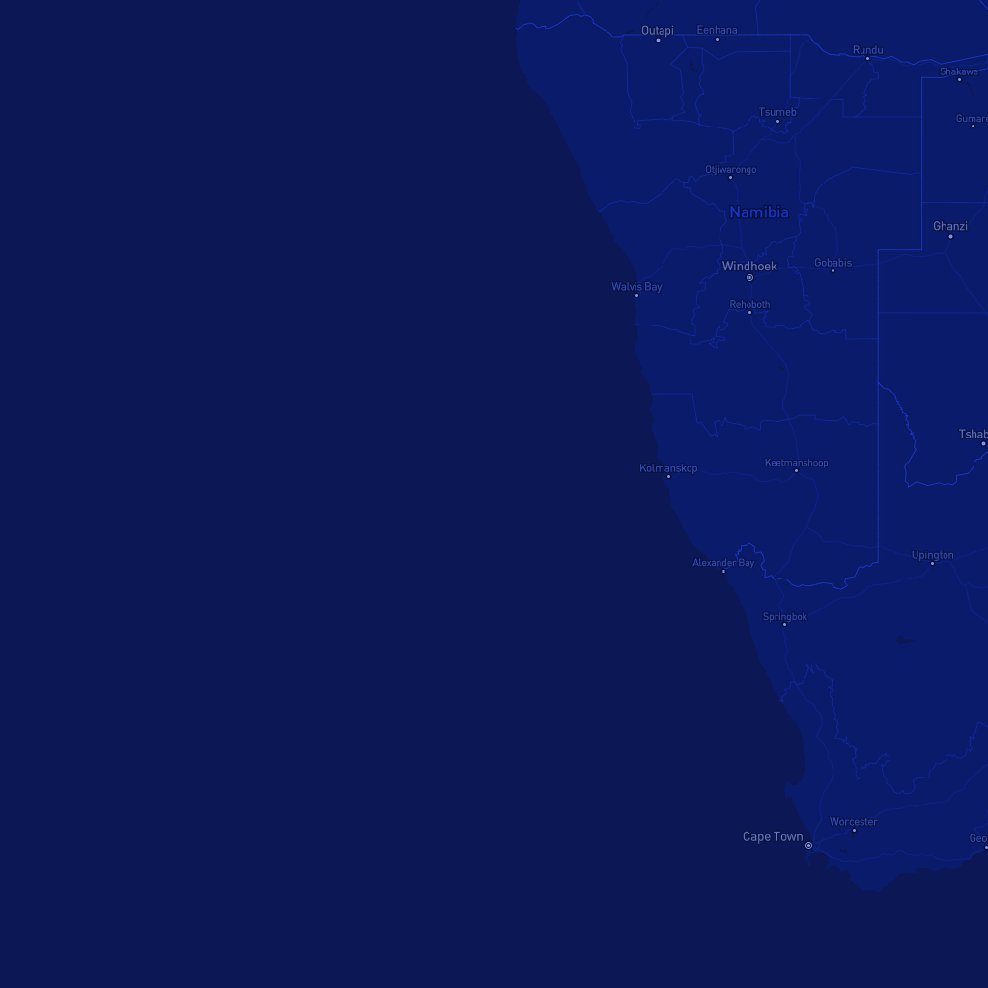 Outapi
Eenhana
Rundu
Shakawe
Tsumeb
Gumare
Otjiwarongo
Namibia
Ghanzi
Windhoek
Gobabis
Walvis Bay
Rehoboth
Tshab
Keetmanshoop
Kolmanskop
Upington
Alexander Bay
Springbok
Worcester
Cape Town
Geo